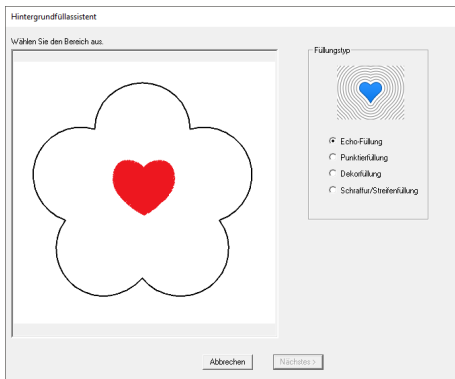 Hintergrundfüllassistent
Wählen Sie den Bereich aus.
Füllungstyp
Echo-Füllung
Punktierfüllung
Dekorfüllung
Schraffur/Streifenfüllung
Abbrechen
Nächstes >